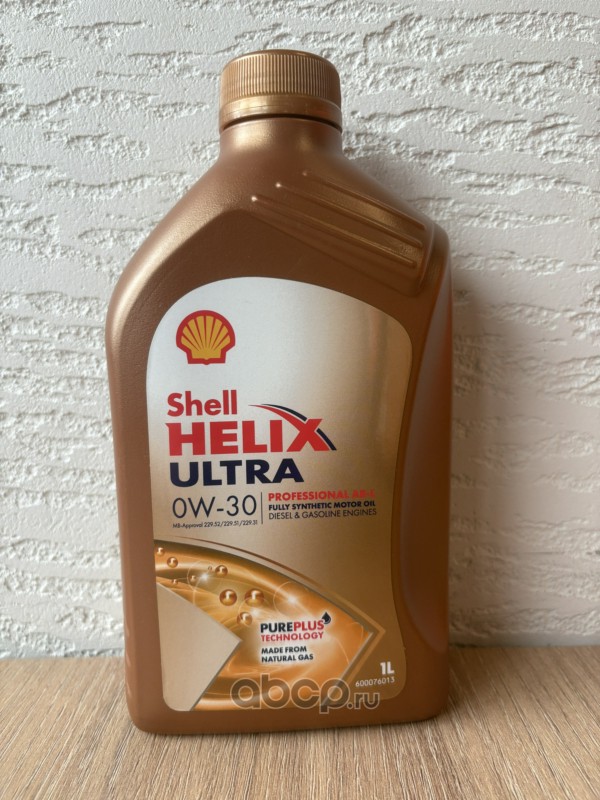 Shell
HELIX
ULTRA
0W-30
PROFESSIONAL AR-L
FULLY SYNTHETIC MOTOR OIL
DIESEL & GASOLINE ENGINES
MB-Approval 229.52/229.51/229.31
PUREPLUS
TECHNOLOGY
MADE FROM
NATURAL GAS
1L
600076013
abcp.ru